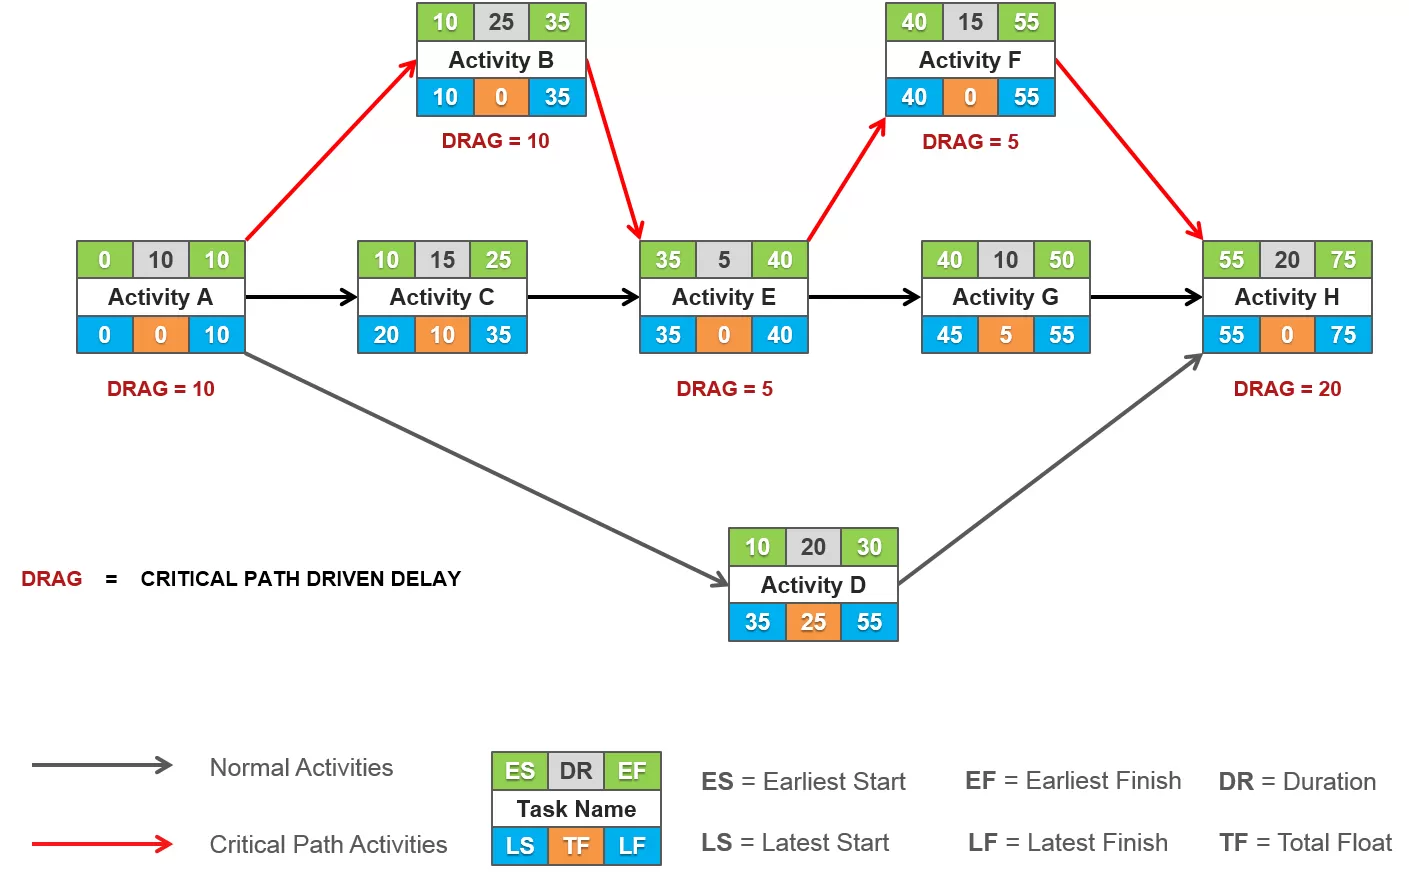 10 25 35
Activity B
10 0 35
DRAG = 10
40 15 55
Activity F
40 0 55
DRAG = 5
0 10 10
Activity A
0 0 10
DRAG = 10
10 15 25
Activity C
20 10 35
35 5 40
Activity E
35 0 40
DRAG = 5
40 10 50
Activity G
45 5 55
55 20 75
Activity H
55 0 75
DRAG = 20
10 20 30
Activity D
35 25 55
DRAG = CRITICAL PATH DRIVEN DELAY
Normal Activities
Critical Path Activities
ES DR EF
Task Name
LS TF LF
ES = Earliest Start
EF = Earliest Finish
DR = Duration
LS = Latest Start
LF = Latest Finish
TF = Total Float